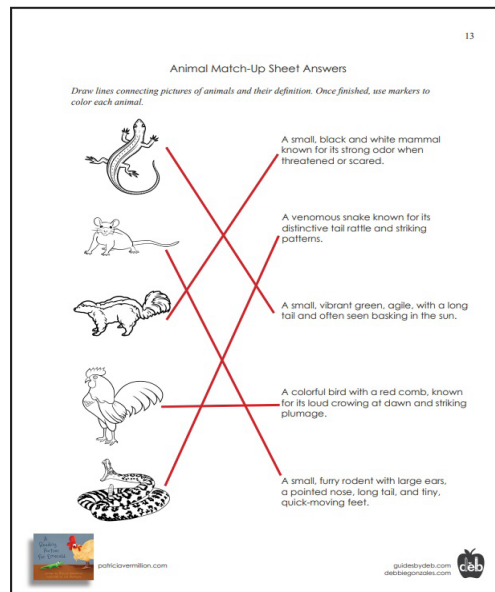 13
Animal Match-Up Sheet Answers
Draw lines connecting pictures of animals and their definition. Once finished, use markers to
color each animal.
A small, black and white mammal
known for its strong odor when
threatened or scared.
A venomous snake known for its
distinctive tail rattle and striking
patterns.
A small, vibrant green, agile, with a long
tail and often seen basking in the sun.
A colorful bird with a red comb, known
for its loud crowing at dawn and striking
plumage.
A small, furry rodent with large ears,
a pointed nose, long tail, and tiny,
quick-moving feet.
patriciavermillion.com
guidesbydeb.com
debbiegonzales.com
deb